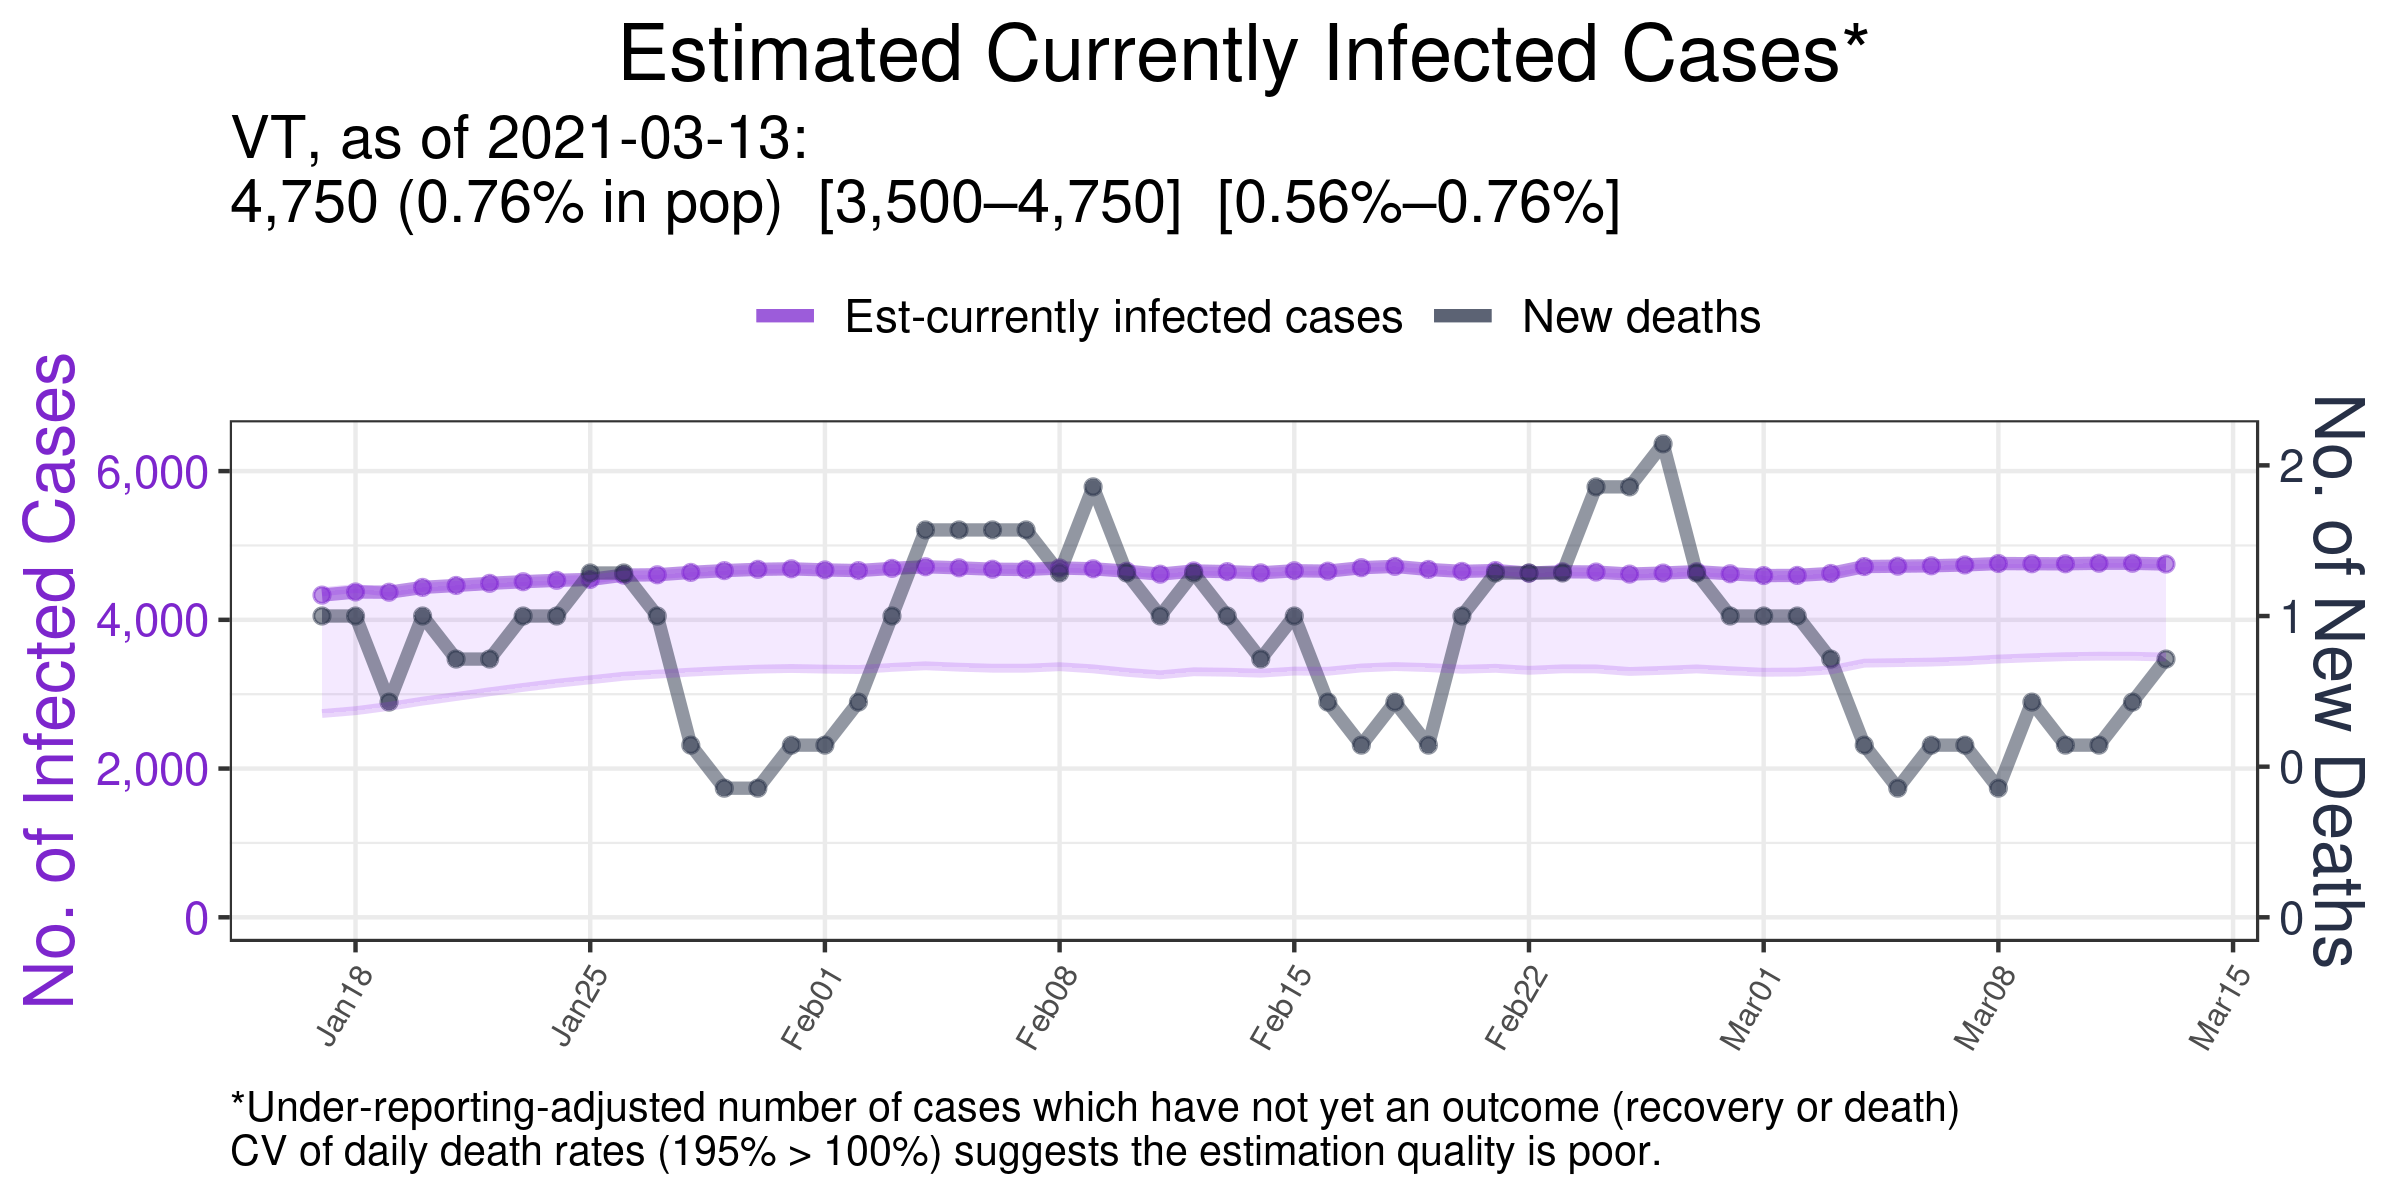 Estimated Currently Infected Cases*
VT, as of 2021-03-13:
4,750 (0.76% in pop) [3,500–4,750] [0.56%–0.76%]
Est-currently infected cases
New deaths
No. of Infected Cases
6,000
4,000
2,000
0
2
1
0
0
No. of New Deaths
Jan18
Jan25
Feb01
Feb08
Feb15
Feb22
Mar01
Mar08
Mar15
*Under-reporting-adjusted number of cases which have not yet an outcome (recovery or death)
CV of daily death rates (195% > 100%) suggests the estimation quality is poor.